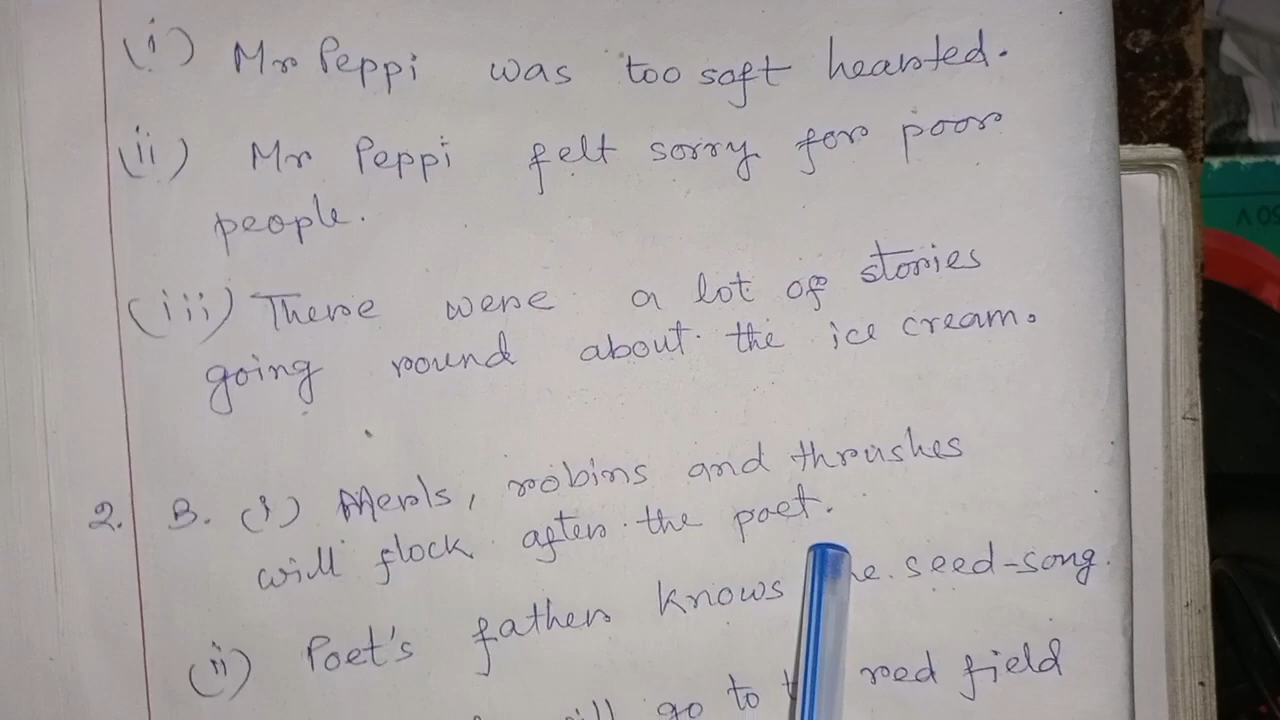 (i) Mr Peppi was too soft hearted.
(ii) Mr Peppi felt sorry for poor
people.
(iii) There were a lot of stories
going round about the ice cream.
2. B. (i) Merls, robins and thrushes
will flock after the poet.
(ii) Poet's father knows seed-song.
will go to red field